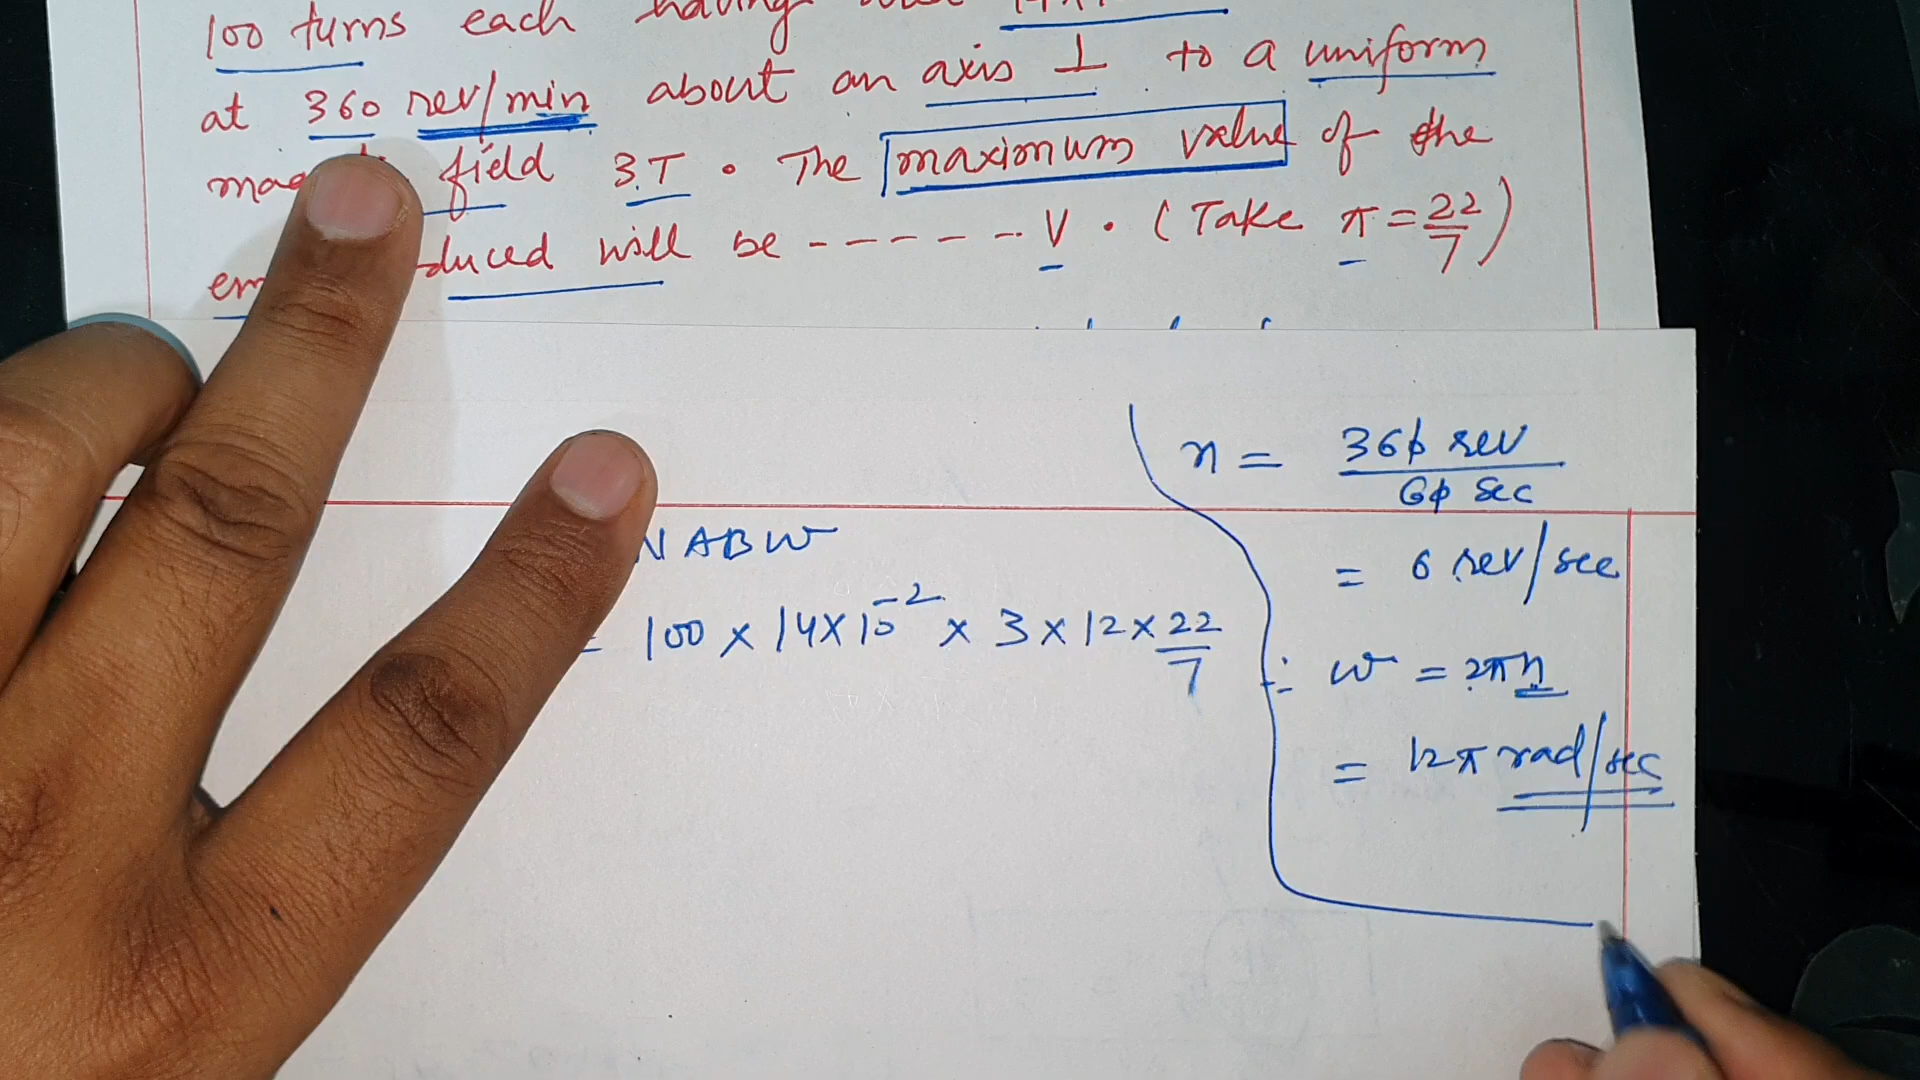 100 turns each having
at 360 rev/min about an axis ⊥ to a uniform
field 3T. The maximum value of the
duced will be ------ V. (Take π = 22/7)
n = 360 rev / 60 sec
= 6 rev/sec
NABω
= 100 × 14×10⁻² × 3 × 12 × 22/7
∴ ω = 2πn
= 12π rad/sec